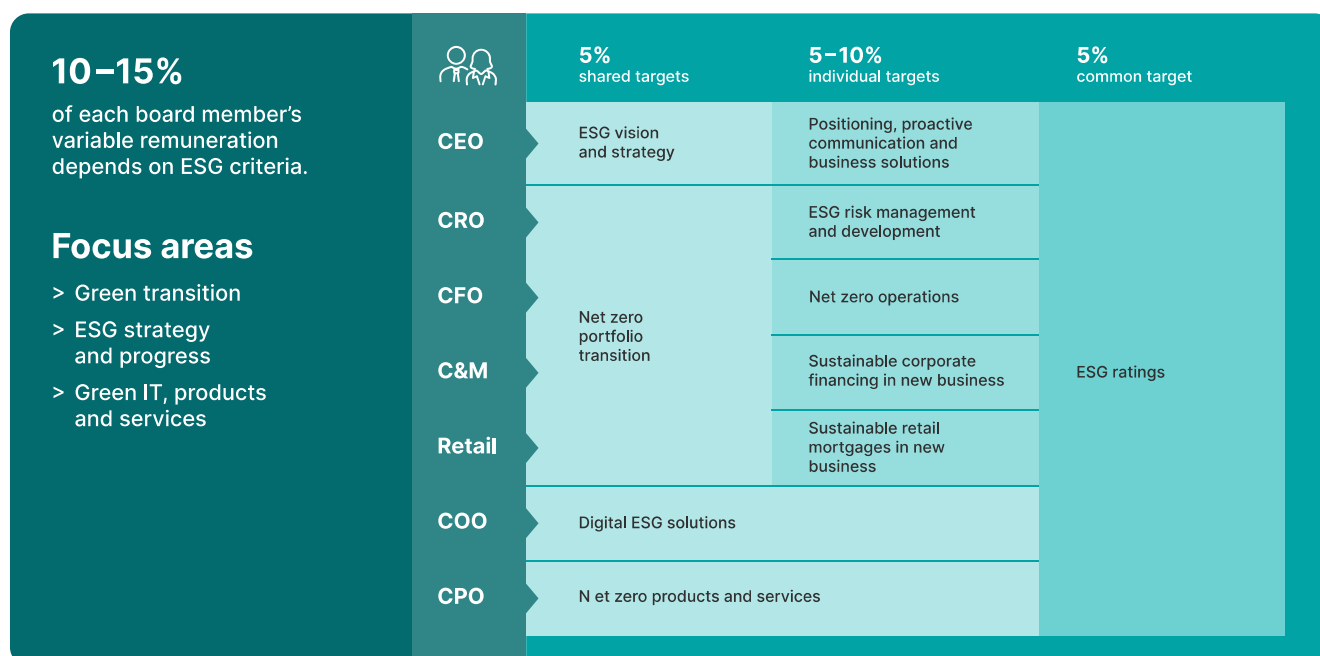 10–15%
of each board member's
variable remuneration
depends on ESG criteria.
Focus areas
> Green transition
> ESG strategy
and progress
> Green IT, products
and services
5%
shared targets
5–10%
individual targets
5%
common target
CEO
ESG vision
and strategy
Positioning, proactive
communication and
business solutions
CRO
ESG risk management
and development
CFO
Net zero operations
Net zero
portfolio
transition
C&M
Sustainable corporate
financing in new business
ESG ratings
Retail
Sustainable retail
mortgages in new
business
COO
Digital ESG solutions
CPO
N et zero products and services